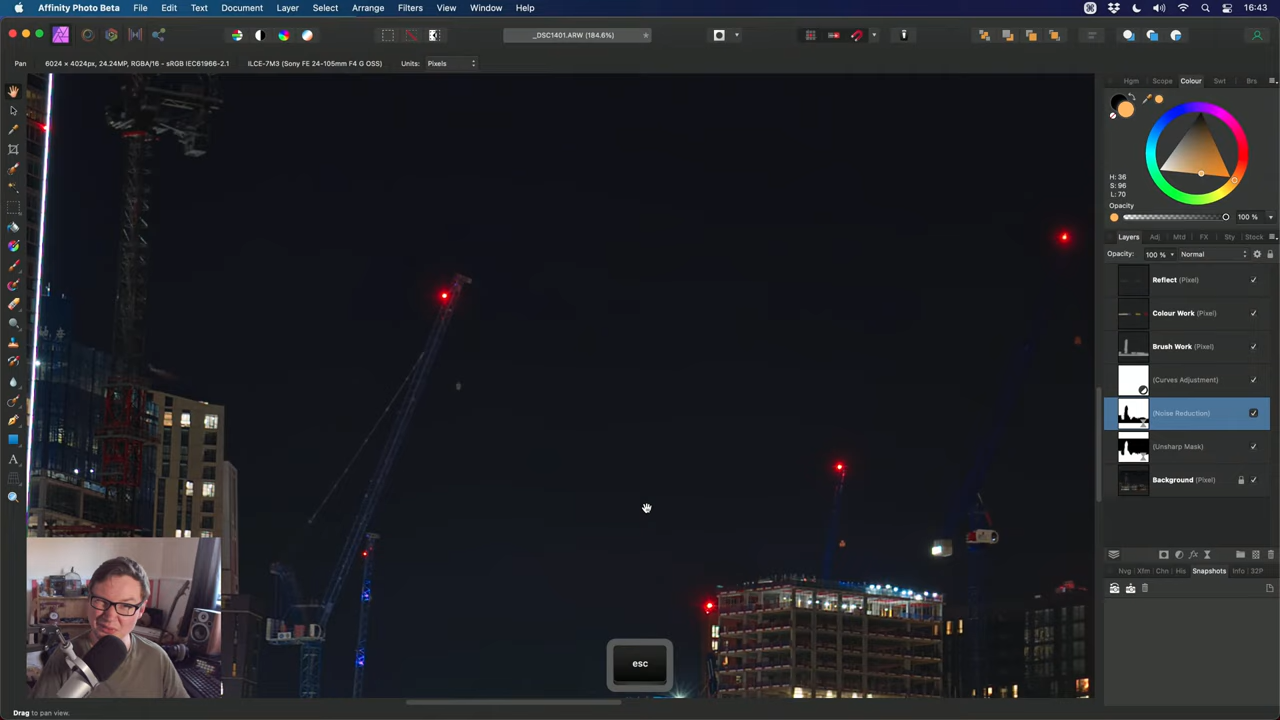 Affinity Photo Beta File Edit Text Document Layer Select Arrange Filters View Window Help 16:43
_DSC1401.ARW (184.6%)
Pan 6024 × 4024px, 24.24MP, RGBA/16 - sRGB IEC61966-2.1 ILCE-7M3 (Sony FE 24-105mm F4 G OSS) Units: Pixels
Hgm Scope Colour Swt Brs
H: 36
S: 96
L: 70
Opacity
100 %
Layers Adj Mtd FX Sty Stock
Opacity: 100 % Normal
Reflect (Pixel)
Colour Work (Pixel)
Brush Work (Pixel)
(Curves Adjustment)
(Noise Reduction)
(Unsharp Mask)
Background (Pixel)
Nvg Xfm Chn His Snapshots Info 32P
esc
Drag to pan view.